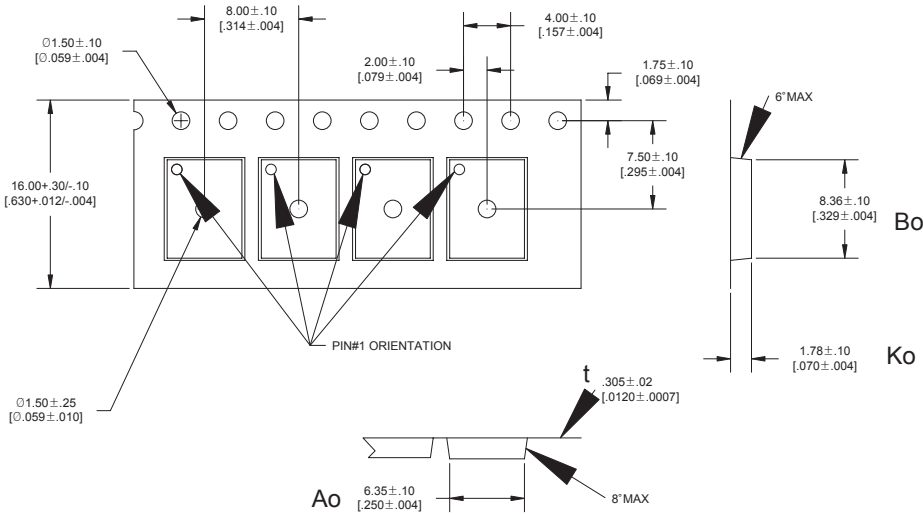 8.00±.10
[.314±.004]
4.00±.10
[.157±.004]
Ø1.50±.10
[Ø.059±.004]
2.00±.10
[.079±.004]
1.75±.10
[.069±.004]
6°MAX
7.50±.10
[.295±.004]
16.00+.30/-.10
[.630+.012/-.004]
8.36±.10
[.329±.004]
Bo
PIN#1 ORIENTATION
1.78±.10
[.070±.004]
Ko
t
.305±.02
[.0120±.0007]
Ø1.50±.25
[Ø.059±.010]
Ao
6.35±.10
[.250±.004]
8°MAX